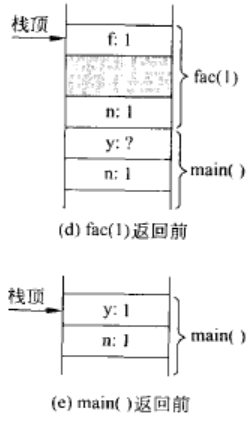 栈顶
f: 1
fac(1)
n: 1
y: ?
n: 1
main( )
(d) fac(1)返回前
栈顶
y: 1
n: 1
main( )
(e) main( )返回前